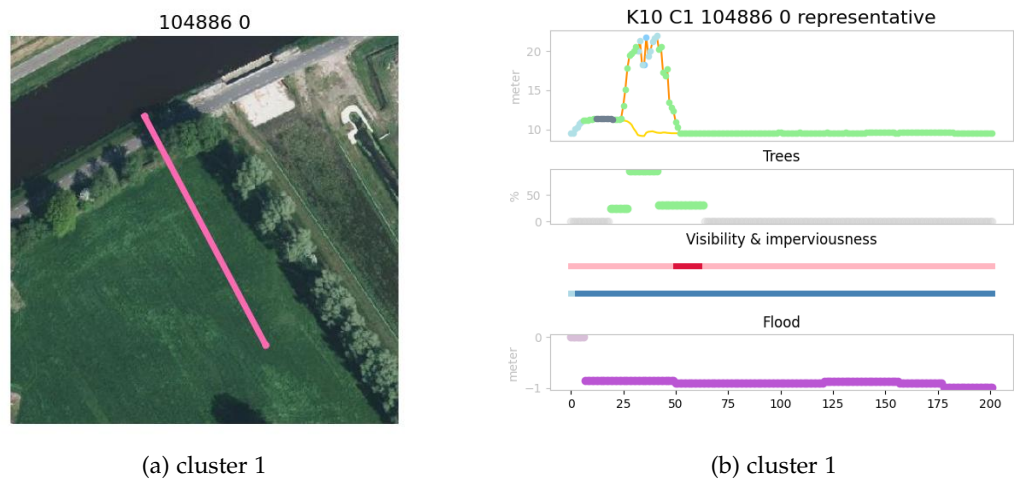 104886 0
K10 C1 104886 0 representative
meter
20
15
10
Trees
%
50
0
Visibility & imperviousness
Flood
meter
0
−1
0 25 50 75 100 125 150 175 200
(a) cluster 1
(b) cluster 1